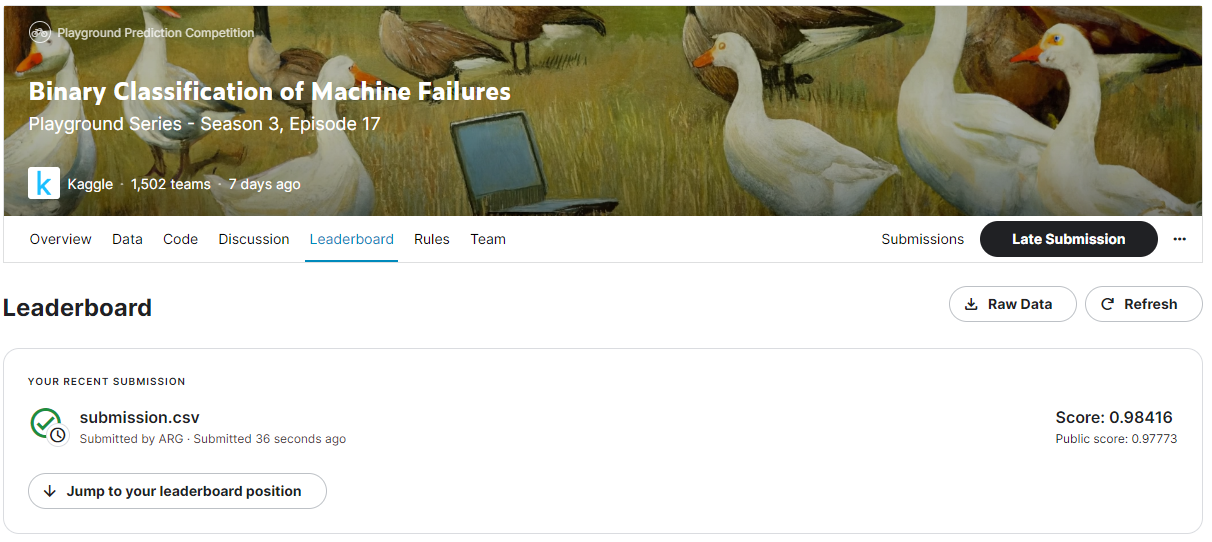 Playground Prediction Competition
Binary Classification of Machine Failures
Playground Series - Season 3, Episode 17
k Kaggle · 1,502 teams · 7 days ago
Overview Data Code Discussion Leaderboard Rules Team Submissions Late Submission ···
Leaderboard Raw Data Refresh
YOUR RECENT SUBMISSION
submission.csv Score: 0.98416
Submitted by ARG · Submitted 36 seconds ago Public score: 0.97773
Jump to your leaderboard position